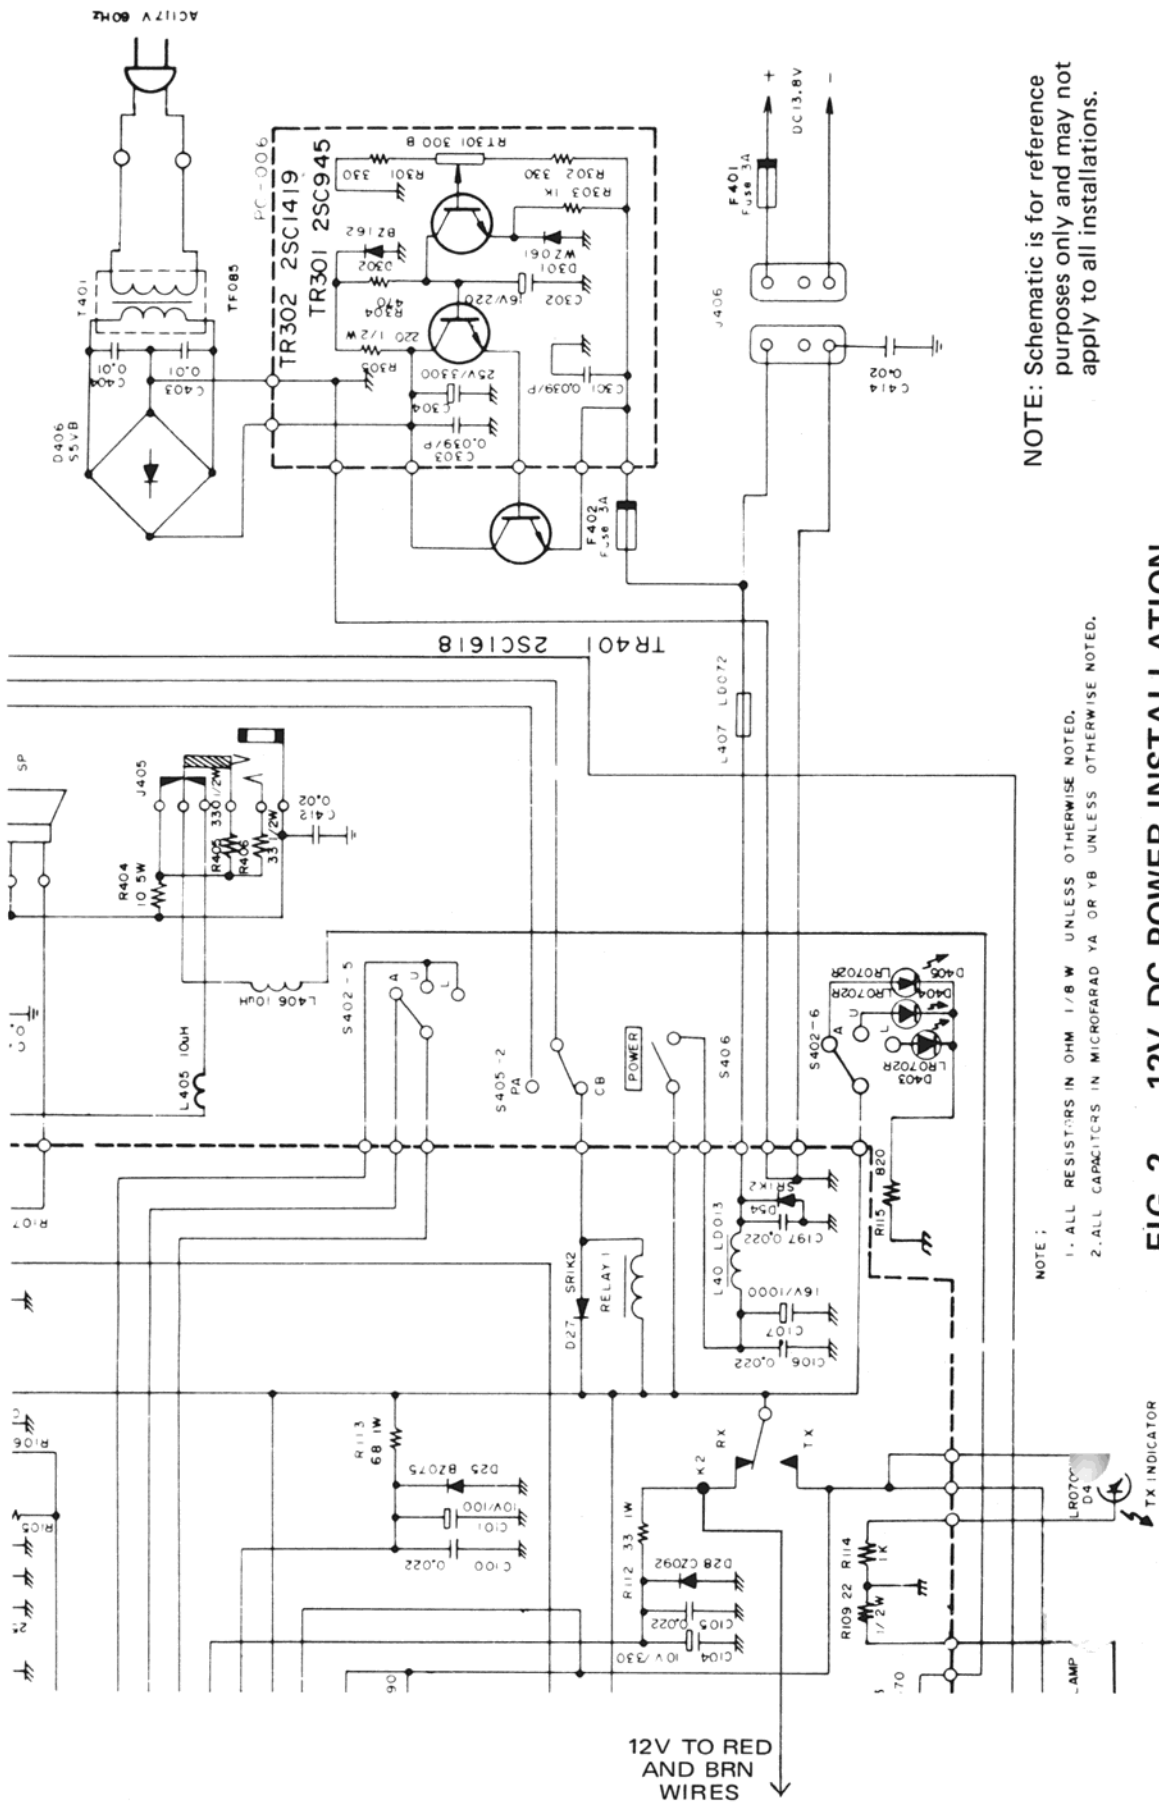 AC117V 60Hz
T401
TF085
C404
0.01
C403
0.01
D406
S5VB
PC-006
TR302 2SC1419
TR301 2SC945
RT301 300 B
R301
330
R302
330
R303 1K
BZ162
D302
WZ061
D301
R304
470
16V/220
C302
220 1/2W
R305
25V/3300
C304
0.039/P
C303
C301
0.039/P
F402
Fuse 3A
TR401 2SC1618
F401
Fuse 3A
+
DC13.8V
-
J406
C414
0.02
NOTE: Schematic is for reference
purposes only and may not
apply to all installations.
SP
J405
R404
10 5W
R405
330 1/2W
R406
33 1/2W
C412
0.02
L407 LD072
L406 10uH
L405 10uH
S402-5
A
U
L
S405-2
PA
CB
POWER
S406
S402-6
A
U
L
LR0702R
D405
LR0702R
D404
LR0702R
D403
R107
R115 820
SR1K2
D54
C197 0.022
L40 LD013
16V/1000
C107
C106 0.022
D27 SR1K2
RELAY 1
R106
R105
R113
68 1W
D25 BZ075
10V/100
C101
0.022
C100
K2
RX
TX
R112 33 1W
D28 CZ092
C105
0.022
C104
10V/330
R109 22
1/2W
R114
1K
D4
TX INDICATOR
12V TO RED
AND BRN
WIRES
NOTE ;
1. ALL RESISTORS IN OHM 1/8 W UNLESS OTHERWISE NOTED.
2. ALL CAPACITORS IN MICROFARAD YA OR YB UNLESS OTHERWISE NOTED.
12V DC POWER INSTALLATION